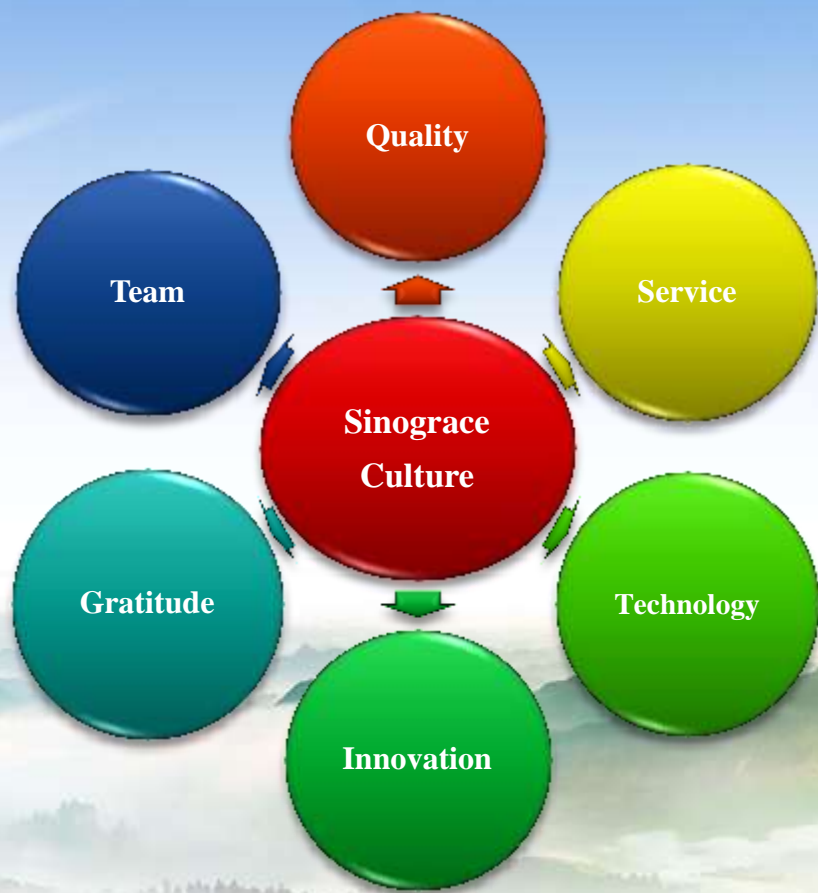 Quality
Team
Service
Sinograce
Culture
Gratitude
Technology
Innovation